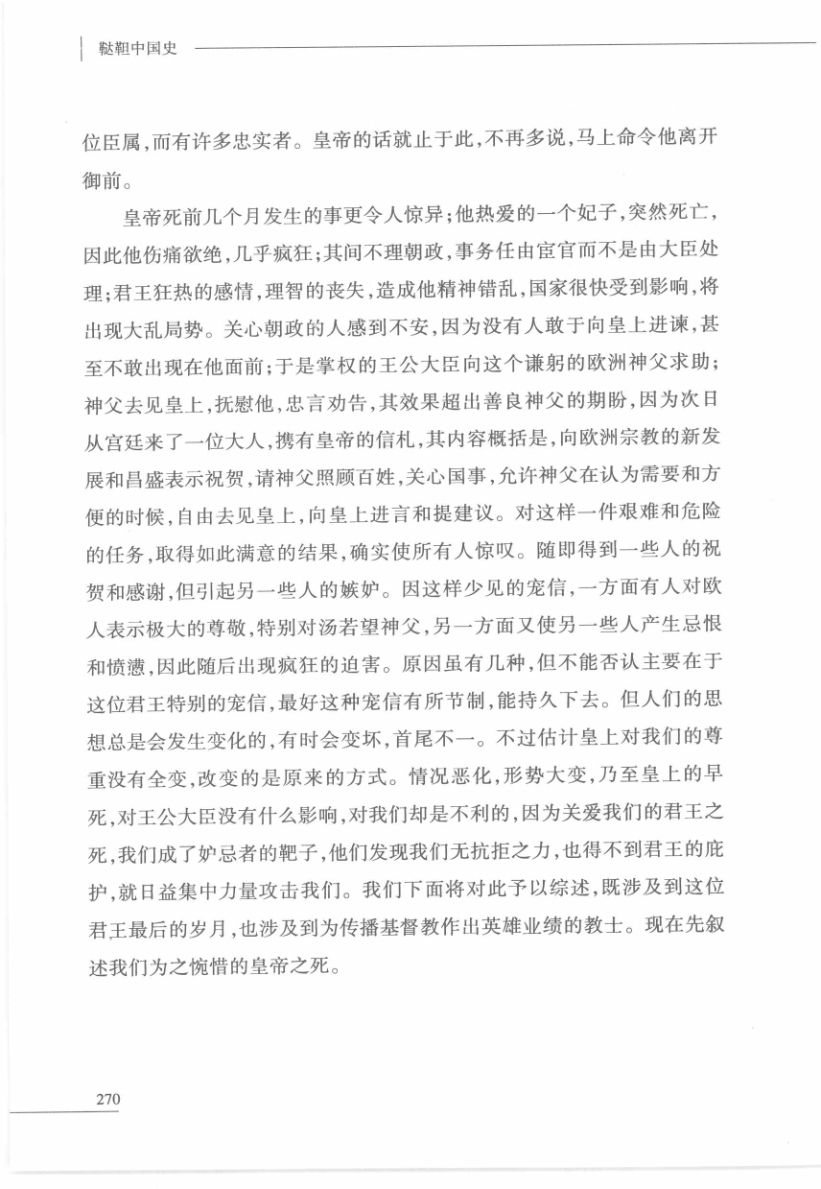 鞑靼中国史
位臣属,而有许多忠实者。皇帝的话就止于此,不再多说,马上命令他离开
御前。
皇帝死前几个月发生的事更令人惊异;他热爱的一个妃子,突然死亡,
因此他伤痛欲绝,几乎疯狂;其间不理朝政,事务任由宦官而不是由大臣处
理;君王狂热的感情,理智的丧失,造成他精神错乱,国家很快受到影响,将
出现大乱局势。关心朝政的人感到不安,因为没有人敢于向皇上进谏,甚
至不敢出现在他面前;于是掌权的王公大臣向这个谦躬的欧洲神父求助;
神父去见皇上,抚慰他,忠言劝告,其效果超出善良神父的期盼,因为次日
从宫廷来了一位大人,携有皇帝的信札,其内容概括是,向欧洲宗教的新发
展和昌盛表示祝贺,请神父照顾百姓,关心国事,允许神父在认为需要和方
便的时候,自由去见皇上,向皇上进言和提建议。对这样一件艰难和危险
的任务,取得如此满意的结果,确实使所有人惊叹。随即得到一些人的祝
贺和感谢,但引起另一些人的嫉妒。因这样少见的宠信,一方面有人对欧
人表示极大的尊敬,特别对汤若望神父,另一方面又使另一些人产生忌恨
和愤懑,因此随后出现疯狂的迫害。原因虽有几种,但不能否认主要在于
这位君王特别的宠信,最好这种宠信有所节制,能持久下去。但人们的思
想总是会发生变化的,有时会变坏,首尾不一。不过估计皇上对我们的尊
重没有全变,改变的是原来的方式。情况恶化,形势大变,乃至皇上的早
死,对王公大臣没有什么影响,对我们却是不利的,因为关爱我们的君王之
死,我们成了妒忌者的靶子,他们发现我们无抗拒之力,也得不到君王的庇
护,就日益集中力量攻击我们。我们下面将对此予以综述,既涉及到这位
君王最后的岁月,也涉及到为传播基督教作出英雄业绩的教士。现在先叙
述我们为之惋惜的皇帝之死。
270